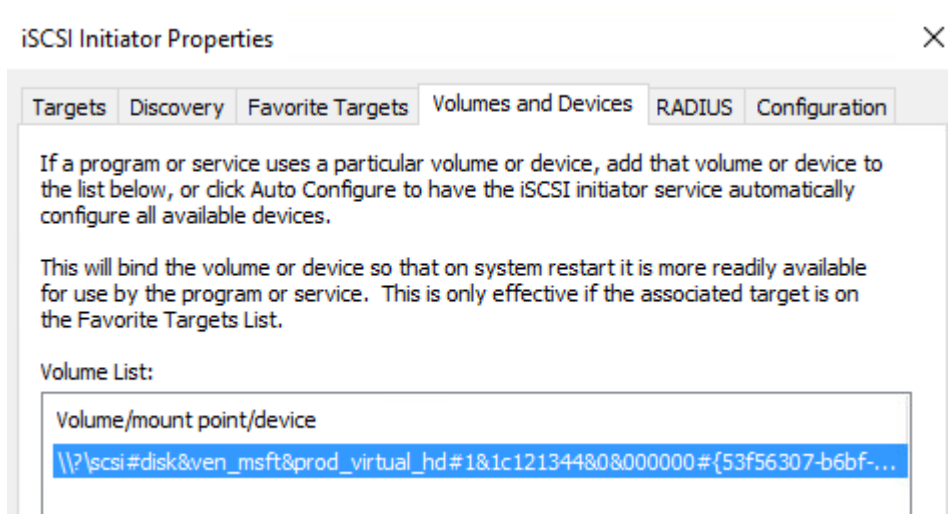 iSCSI Initiator Properties
Targets Discovery Favorite Targets Volumes and Devices RADIUS Configuration
If a program or service uses a particular volume or device, add that volume or device to
the list below, or click Auto Configure to have the iSCSI initiator service automatically
configure all available devices.
This will bind the volume or device so that on system restart it is more readily available
for use by the program or service.  This is only effective if the associated target is on
the Favorite Targets List.
Volume List:
Volume/mount point/device
\\?\scsi#disk&ven_msft&prod_virtual_hd#1&1c121344&0&000000#{53f56307-b6bf-...